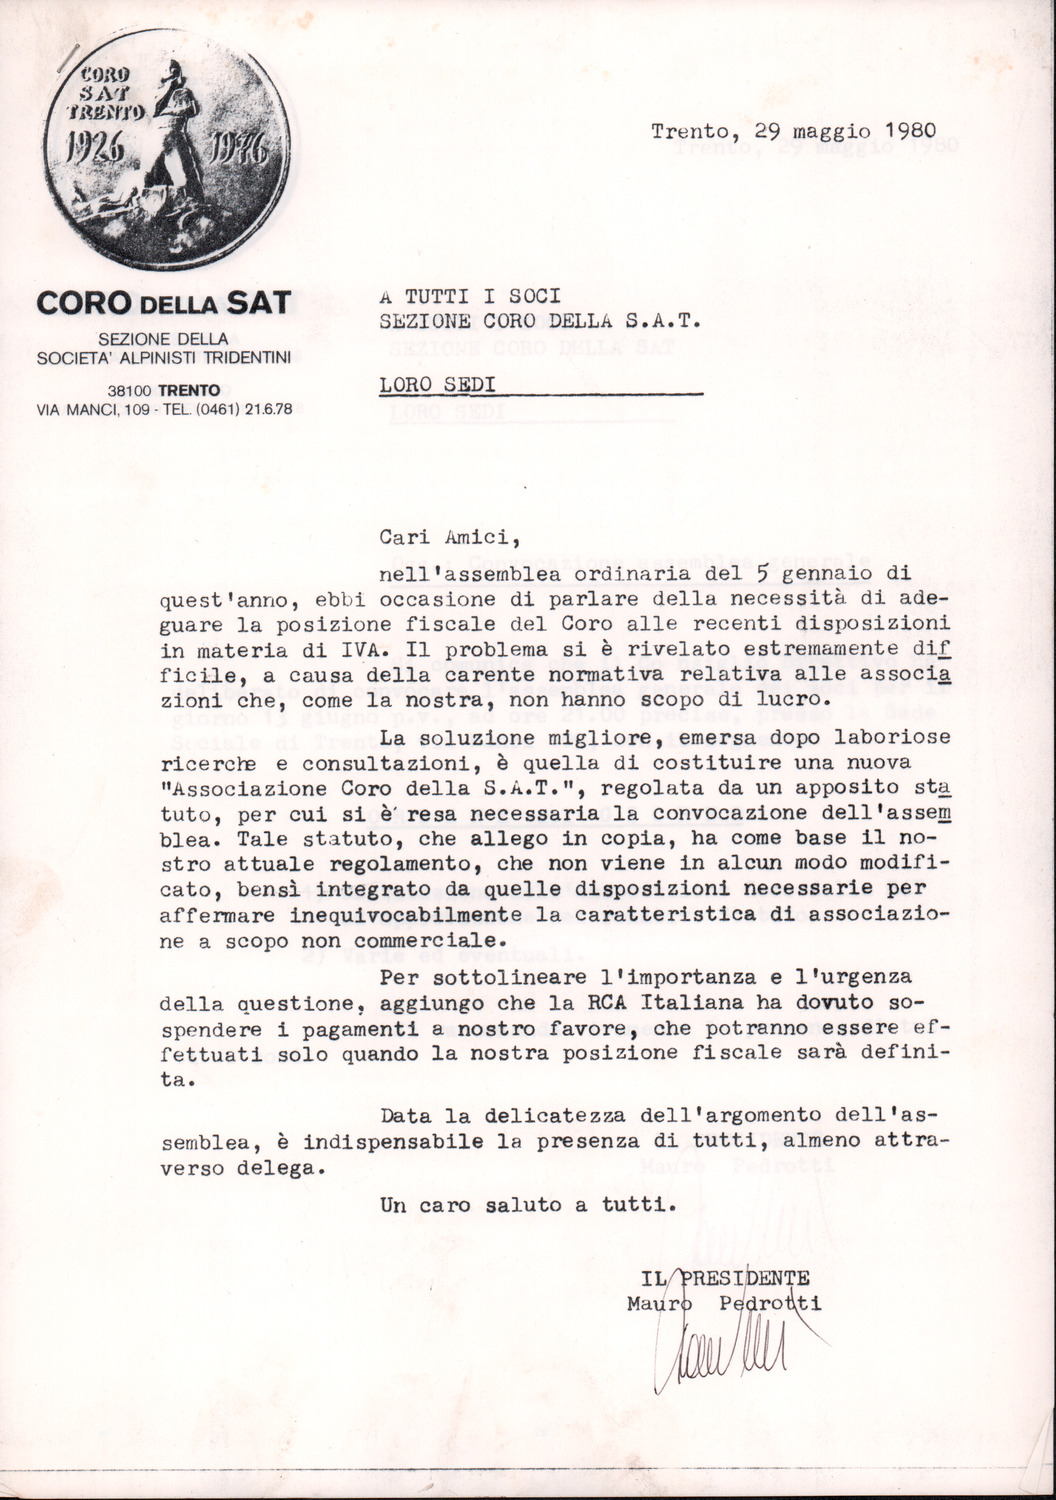 CORO
SAT
TRENTO
1926 1976
Trento, 29 maggio 1980
CORO DELLA SAT
SEZIONE DELLA
SOCIETA' ALPINISTI TRIDENTINI
38100 TRENTO
VIA MANCI, 109 - TEL. (0461) 21.6.78
A TUTTI I SOCI
SEZIONE CORO DELLA S.A.T.
LORO SEDI
Cari Amici,
nell'assemblea ordinaria del 5 gennaio di
quest'anno, ebbi occasione di parlare della necessità di ade-
guare la posizione fiscale del Coro alle recenti disposizioni
in materia di IVA. Il problema si è rivelato estremamente dif
ficile, a causa della carente normativa relativa alle associa
zioni che, come la nostra, non hanno scopo di lucro.
La soluzione migliore, emersa dopo laboriose
ricerche e consultazioni, è quella di costituire una nuova
"Associazione Coro della S.A.T.", regolata da un apposito sta
tuto, per cui si è resa necessaria la convocazione dell'assem
blea. Tale statuto, che allego in copia, ha come base il no-
stro attuale regolamento, che non viene in alcun modo modifi-
cato, bensì integrato da quelle disposizioni necessarie per
affermare inequivocabilmente la caratteristica di associazio-
ne a scopo non commerciale.
Per sottolineare l'importanza e l'urgenza
della questione, aggiungo che la RCA Italiana ha dovuto so-
spendere i pagamenti a nostro favore, che potranno essere ef-
fettuati solo quando la nostra posizione fiscale sarà defini-
ta.
Data la delicatezza dell'argomento dell'as-
semblea, è indispensabile la presenza di tutti, almeno attra-
verso delega.
Un caro saluto a tutti.
IL PRESIDENTE
Mauro Pedrotti